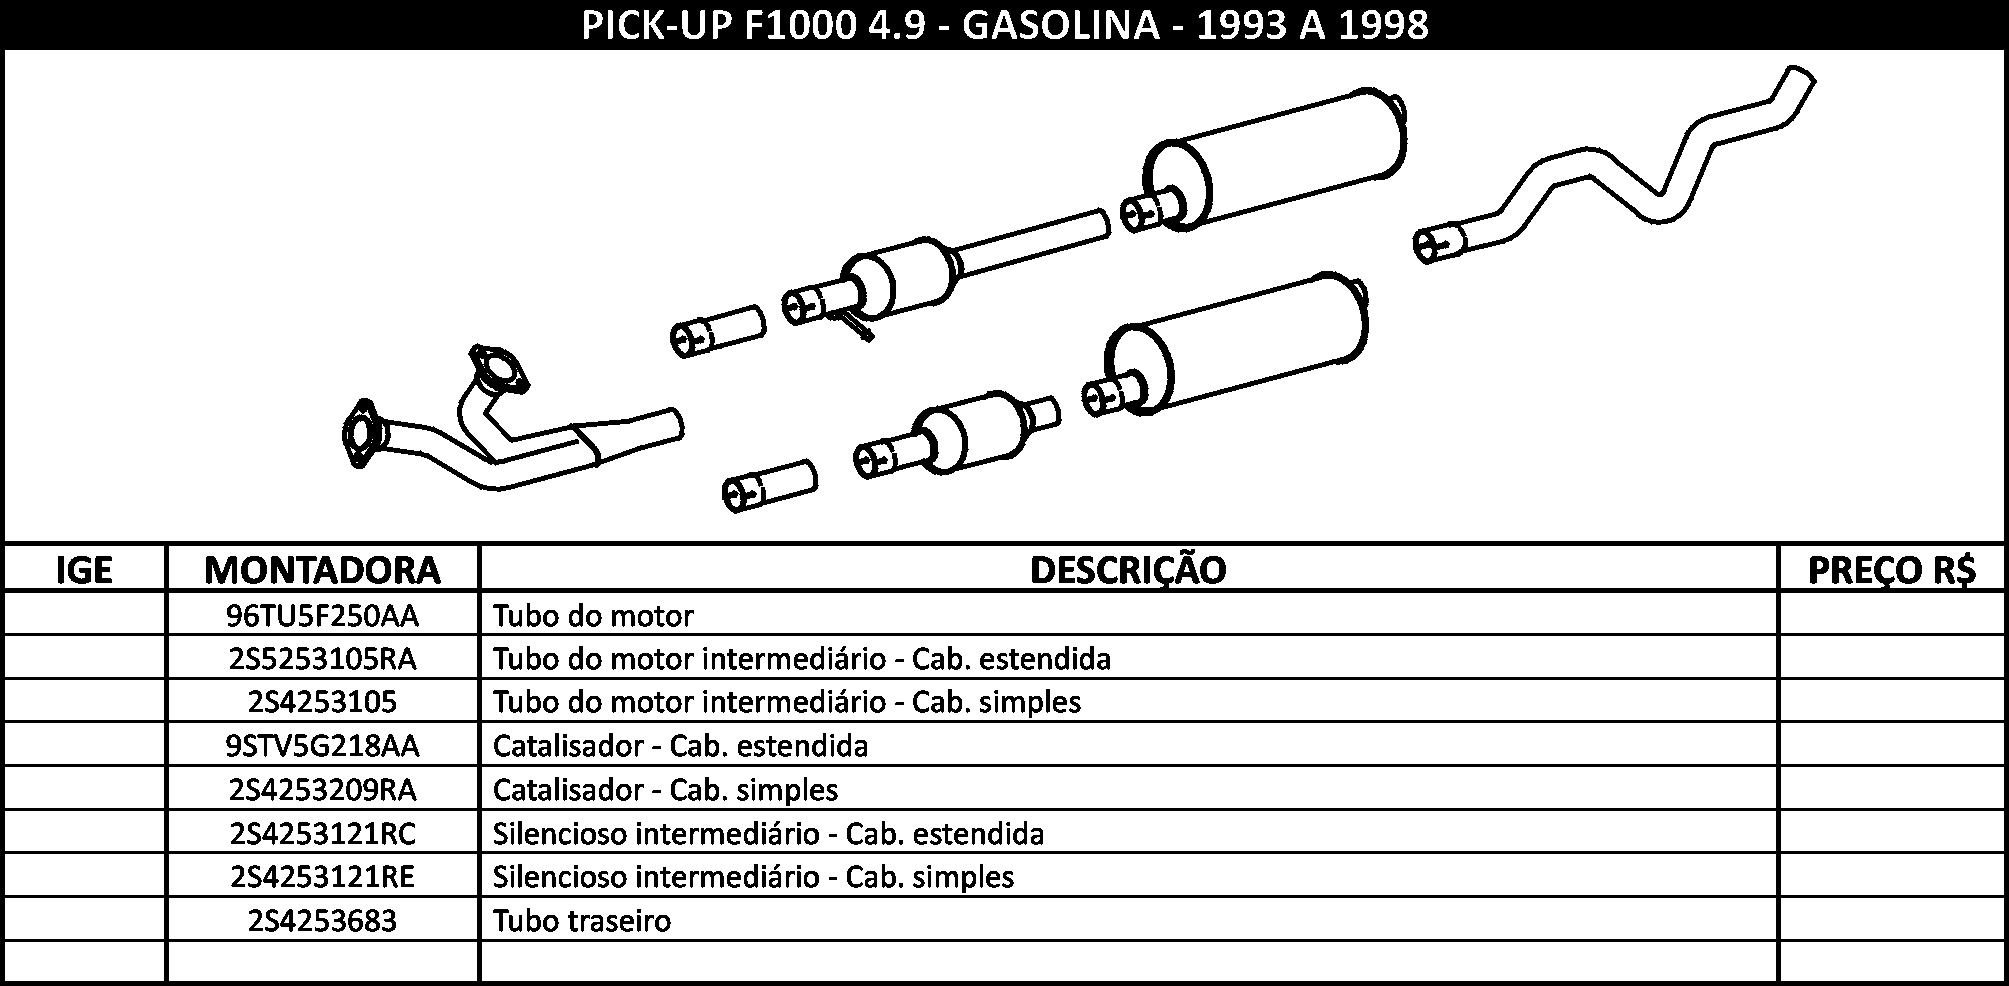 PICK-UP F1000 4.9 - GASOLINA - 1993 A 1998
IGE MONTADORA DESCRIÇÃO PREÇO R$
96TU5F250AA Tubo do motor
2S5253105RA Tubo do motor intermediário - Cab. estendida
2S4253105 Tubo do motor intermediário - Cab. simples
9STV5G218AA Catalisador - Cab. estendida
2S4253209RA Catalisador - Cab. simples
2S4253121RC Silencioso intermediário - Cab. estendida
2S4253121RE Silencioso intermediário - Cab. simples
2S4253683 Tubo traseiro